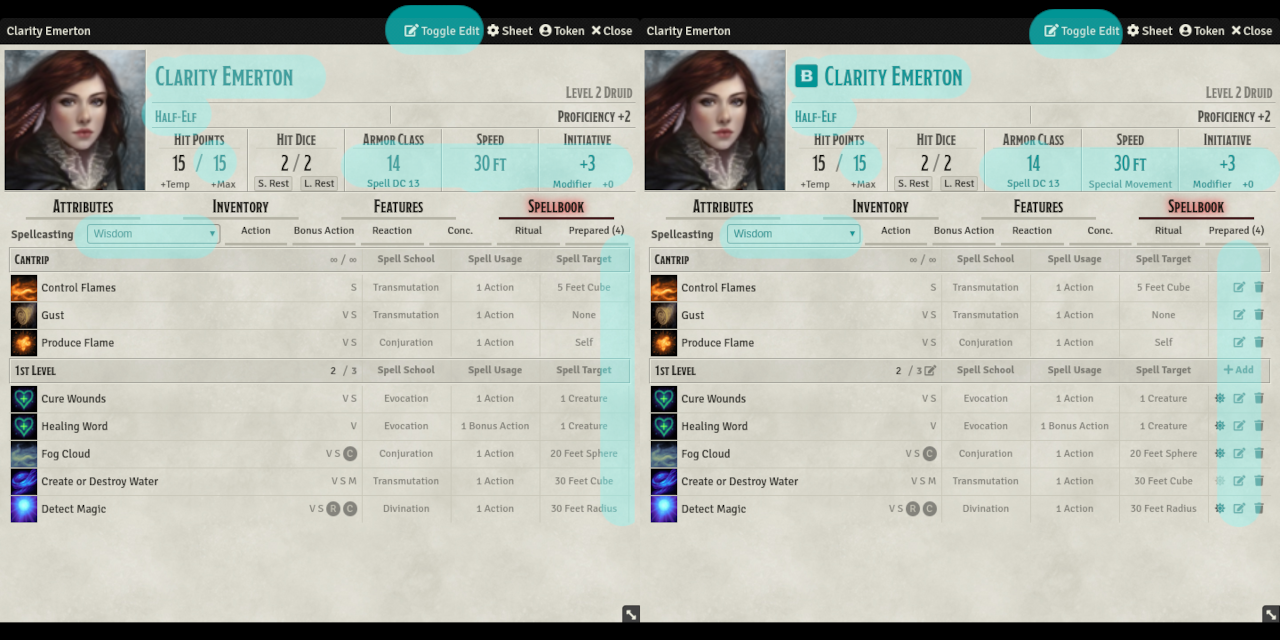 Clarity Emerton Toggle Edit Sheet Token Close
CLARITY EMERTON
LEVEL 2 DRUID
HALF-ELF PROFICIENCY +2
HIT POINTS HIT DICE ARMOR CLASS SPEED INITIATIVE
15 / 15 2 / 2 14 30 FT +3
+Temp +Max S. Rest L. Rest Spell DC 13 Modifier +0
ATTRIBUTES INVENTORY FEATURES SPELLBOOK
Spellcasting Wisdom Action Bonus Action Reaction Conc. Ritual Prepared (4)
CANTRIP ∞ / ∞ Spell School Spell Usage Spell Target
Control Flames S Transmutation 1 Action 5 Feet Cube
Gust V S Transmutation 1 Action None
Produce Flame V S Conjuration 1 Action Self
1ST LEVEL 2 / 3 Spell School Spell Usage Spell Target
Cure Wounds V S Evocation 1 Action 1 Creature
Healing Word V Evocation 1 Bonus Action 1 Creature
Fog Cloud V S C Conjuration 1 Action 20 Feet Sphere
Create or Destroy Water V S M Transmutation 1 Action 30 Feet Cube
Detect Magic V S R C Divination 1 Action 30 Feet Radius
Clarity Emerton Toggle Edit Sheet Token Close
B CLARITY EMERTON
LEVEL 2 DRUID
HALF-ELF PROFICIENCY +2
HIT POINTS HIT DICE ARMOR CLASS SPEED INITIATIVE
15 / 15 2 / 2 14 30 FT +3
+Temp +Max S. Rest L. Rest Spell DC 13 Special Movement Modifier +0
ATTRIBUTES INVENTORY FEATURES SPELLBOOK
Spellcasting Wisdom Action Bonus Action Reaction Conc. Ritual Prepared (4)
CANTRIP ∞ / ∞ Spell School Spell Usage Spell Target
Control Flames S Transmutation 1 Action 5 Feet Cube
Gust V S Transmutation 1 Action None
Produce Flame V S Conjuration 1 Action Self
1ST LEVEL 2 / 3 Spell School Spell Usage Spell Target + Add
Cure Wounds V S Evocation 1 Action 1 Creature
Healing Word V Evocation 1 Bonus Action 1 Creature
Fog Cloud V S C Conjuration 1 Action 20 Feet Sphere
Create or Destroy Water V S M Transmutation 1 Action 30 Feet Cube
Detect Magic V S R C Divination 1 Action 30 Feet Radius